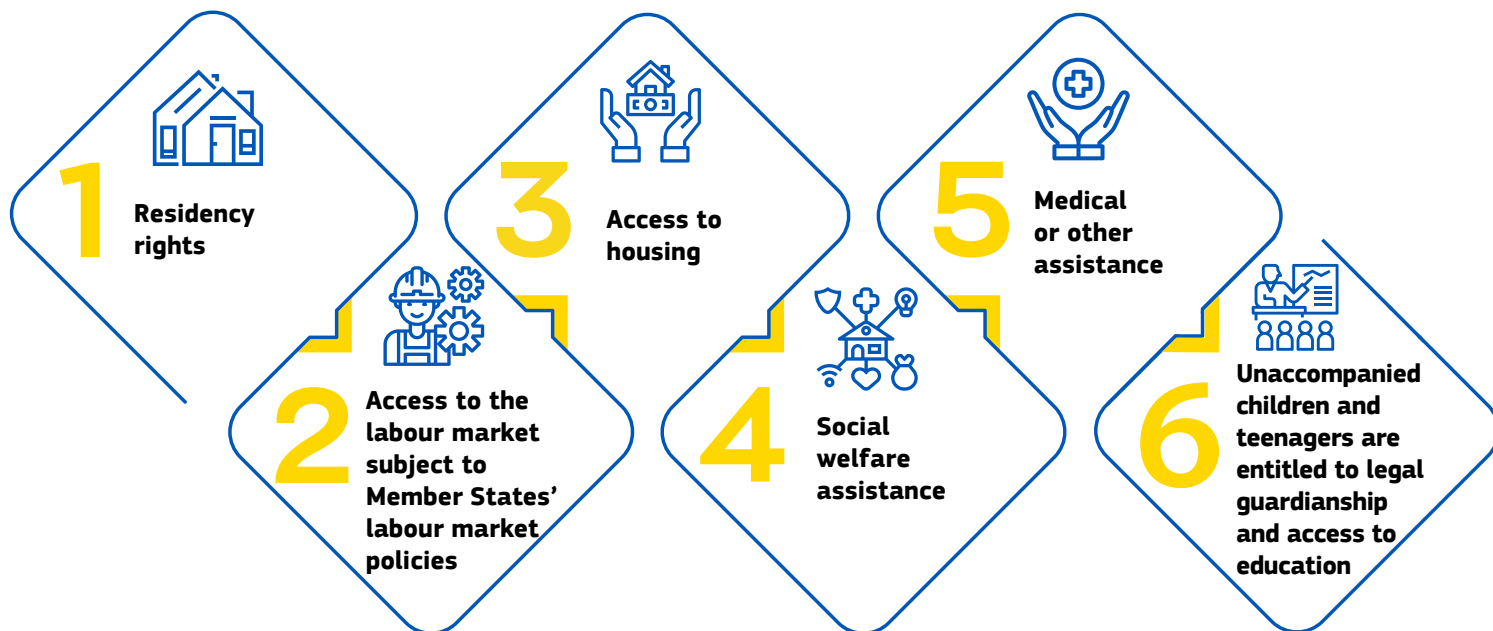 1
Residency
rights
2
Access to the
labour market
subject to
Member States’
labour market
policies
3
Access to
housing
4
Social
welfare
assistance
5
Medical
or other
assistance
6
Unaccompanied
children and
teenagers are
entitled to legal
guardianship
and access to
education